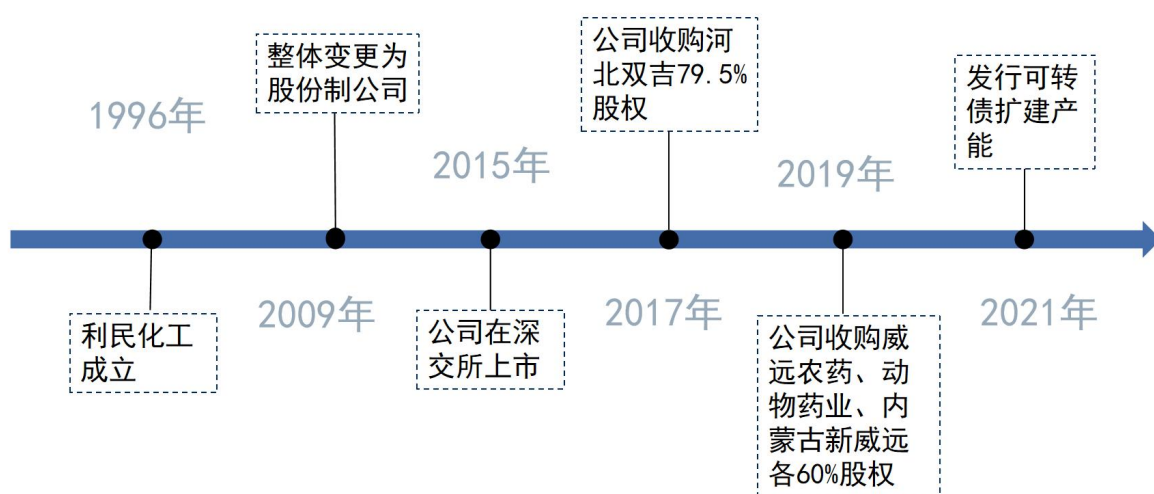 1996年
利民化工
成立
整体变更为
股份制公司
2009年
2015年
公司在深
交所上市
公司收购河
北双吉79.5%
股权
2017年
2019年
公司收购威
远农药、动
物药业、内
蒙古新威远
各60%股权
发行可转
债扩建产
能
2021年